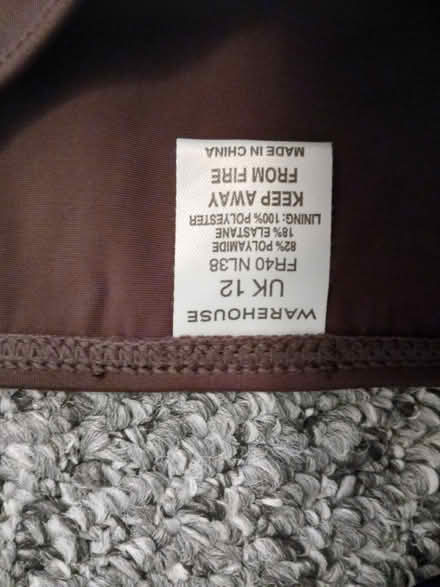 WAREHOUSE
UK 12
FR40 NL38
82% POLYAMIDE
18% ELASTANE
LINING: 100% POLYESTER
KEEP AWAY
FROM FIRE
MADE IN CHINA